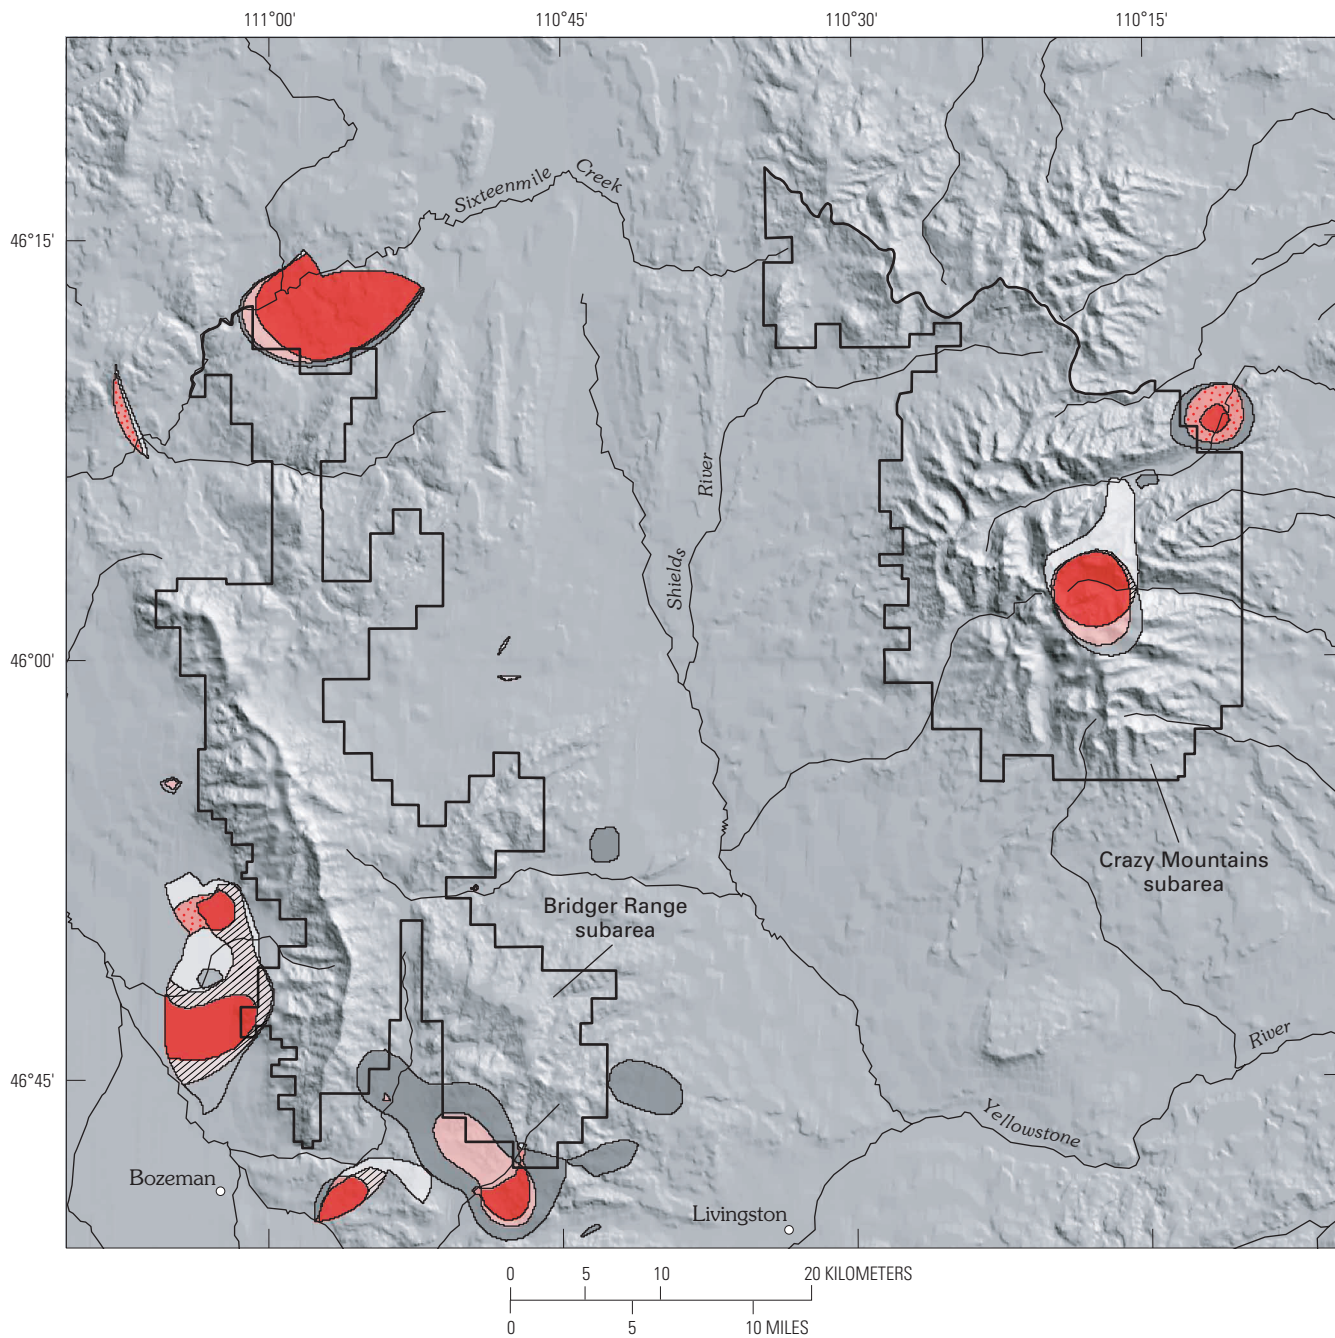 111°00'
110°45'
110°30'
110°15'
Sixteenmile Creek
46°15'
River
Shields
46°00'
Crazy Mountains
subarea
Bridger Range
subarea
River
46°45'
Yellowstone
Bozeman
Livingston
0 5 10 20 KILOMETERS
0 5 10 MILES